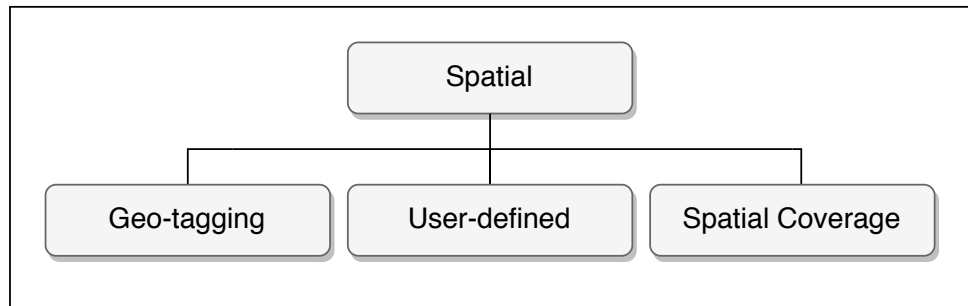 Spatial
Geo-tagging
User-defined
Spatial Coverage